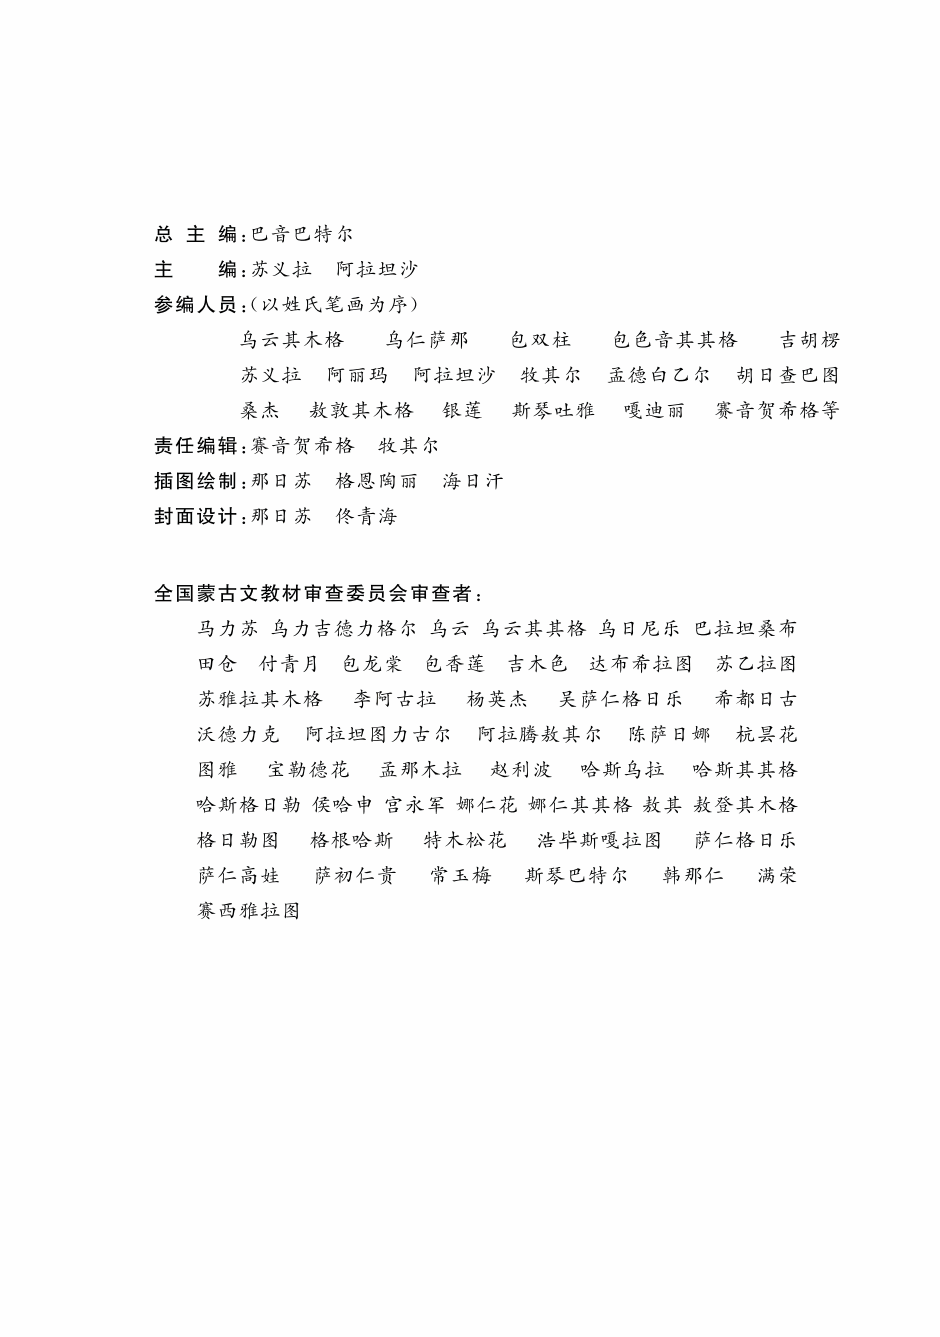 总 主 编:巴音巴特尔
主　　编:苏义拉　阿拉坦沙
参编人员:(以姓氏笔画为序)
乌云其木格　乌仁萨那　包双柱　包色音其其格　吉胡楞
苏义拉　阿丽玛　阿拉坦沙　牧其尔　孟德白乙尔　胡日查巴图
桑杰　敖敦其木格　银莲　斯琴吐雅　嘎迪丽　赛音贺希格等
责任编辑:赛音贺希格　牧其尔
插图绘制:那日苏　格恩陶丽　海日汗
封面设计:那日苏　佟青海
全国蒙古文教材审查委员会审查者:
马力苏 乌力吉德力格尔 乌云 乌云其其格 乌日尼乐 巴拉坦桑布
田仓　付青月　包龙棠　包香莲　吉木色　达布希拉图　苏乙拉图
苏雅拉其木格　李阿古拉　杨英杰　吴萨仁格日乐　希都日古
沃德力克　阿拉坦图力古尔　阿拉腾敖其尔　陈萨日娜　杭昙花
图雅　宝勒德花　孟那木拉　赵利波　哈斯乌拉　哈斯其其格
哈斯格日勒 侯哈申 宫永军 娜仁花 娜仁其其格 敖其 敖登其木格
格日勒图　格根哈斯　特木松花　浩毕斯嘎拉图　萨仁格日乐
萨仁高娃　萨初仁贵　常玉梅　斯琴巴特尔　韩那仁　满荣
赛西雅拉图